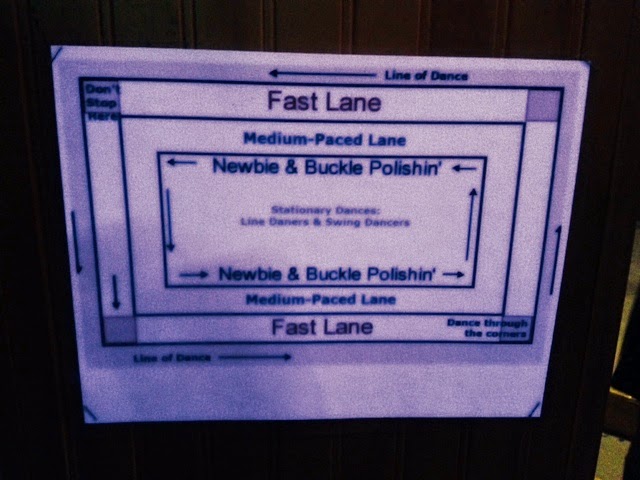 Line of Dance
Don't
Stop
Here!
Fast Lane
Medium-Paced Lane
Newbie & Buckle Polishin'
Stationary Dances:
Line Daners & Swing Dancers
Newbie & Buckle Polishin'
Medium-Paced Lane
Fast Lane
Dance through
the corners
Line of Dance